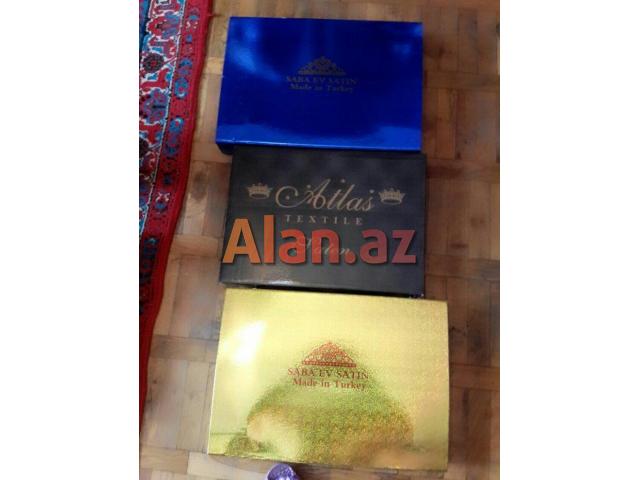 SABA EV SATIN
Made in Turkey
Atlas
TEXTILE
Alan.az
SABA EV SATIN
Made in Turkey